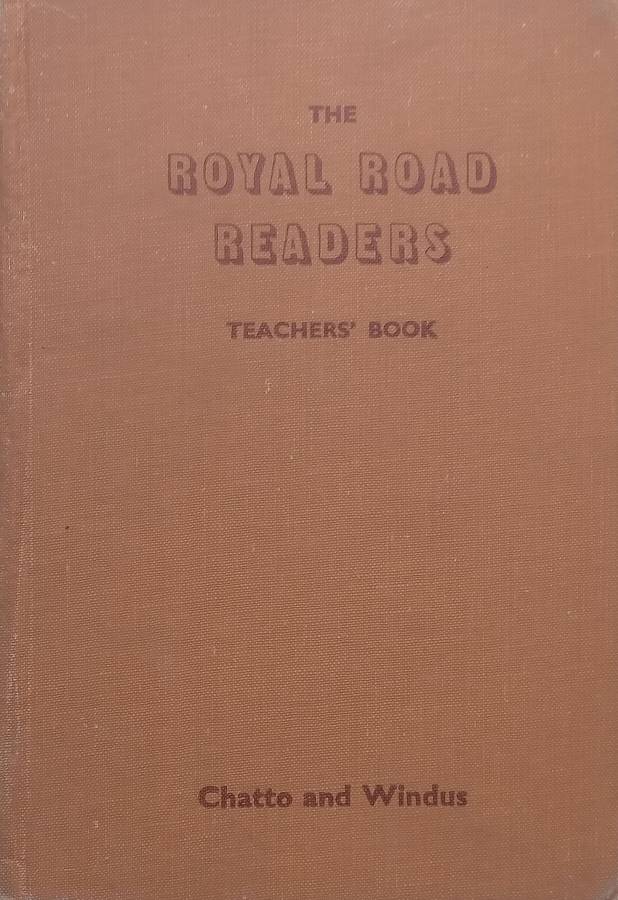 THE
ROYAL ROAD
READERS
TEACHERS' BOOK
Chatto and Windus